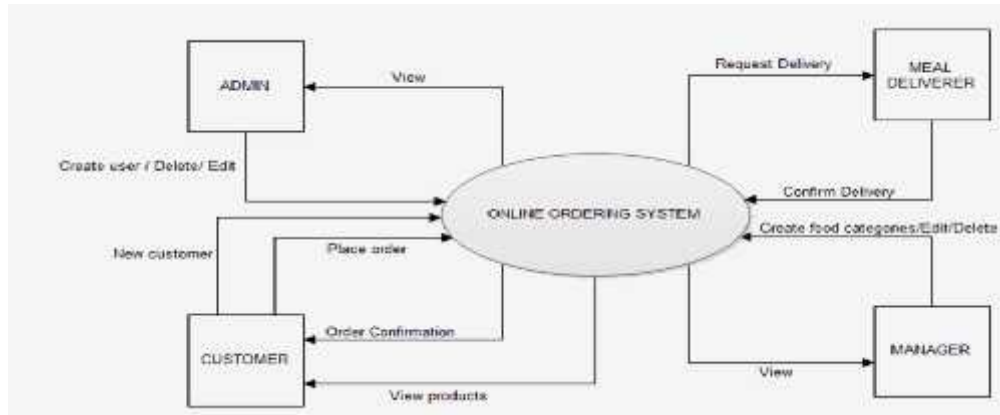 ADMIN
View
Request Delivery
MEAL
DELIVERER
Create user / Delete/ Edit
Confirm Delivery
ONLINE ORDERING SYSTEM
Create food categories/Edit/Delete
New customer
Place order
Order Confirmation
CUSTOMER
MANAGER
View
View products